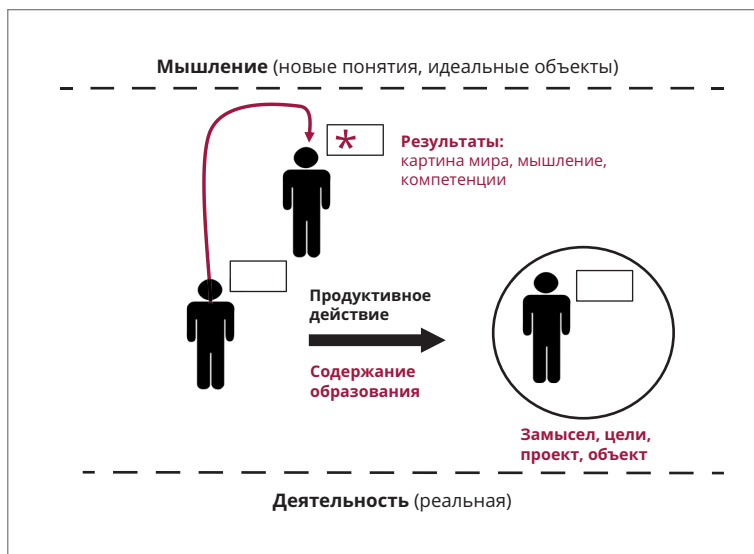 Мышление (новые понятия, идеальные объекты)
*
Результаты:
картина мира, мышление,
компетенции
Продуктивное
действие
Содержание
образования
Замысел, цели,
проект, объект
Деятельность (реальная)